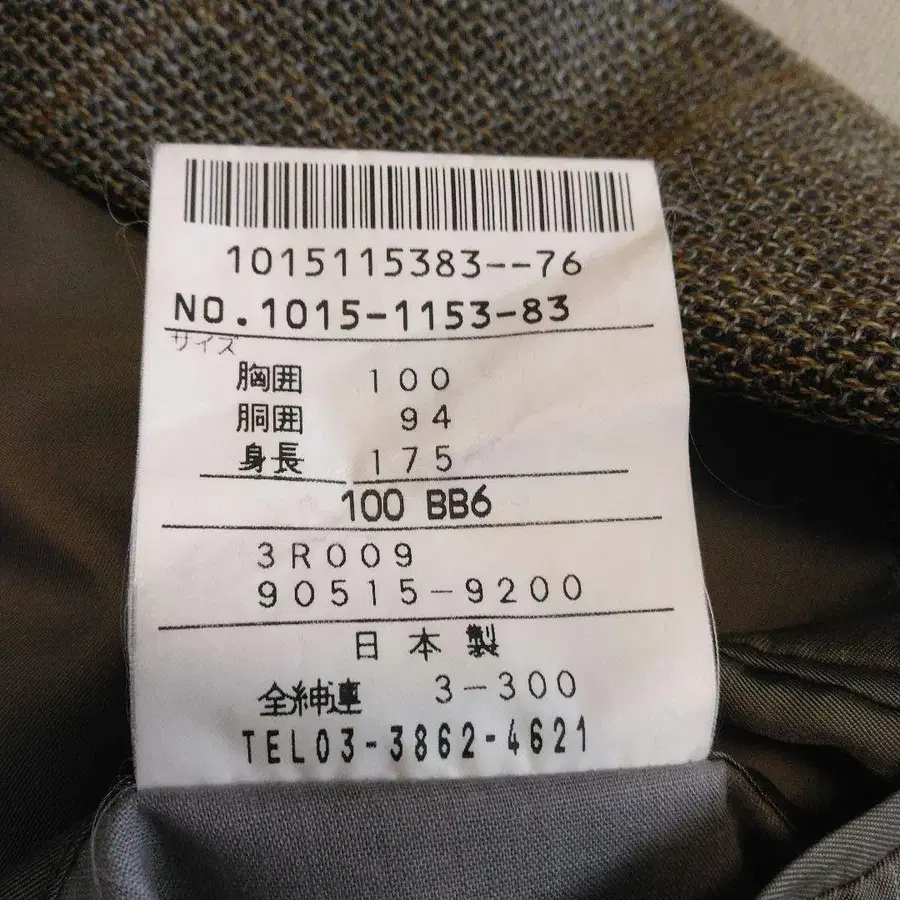 1015115383--76
NO.1015-1153-83
サイズ
胸囲 100
胴囲 94
身長 175
100 BB6
3R009
90515-9200
日本製
全紳連 3-300
TEL03-3862-4621